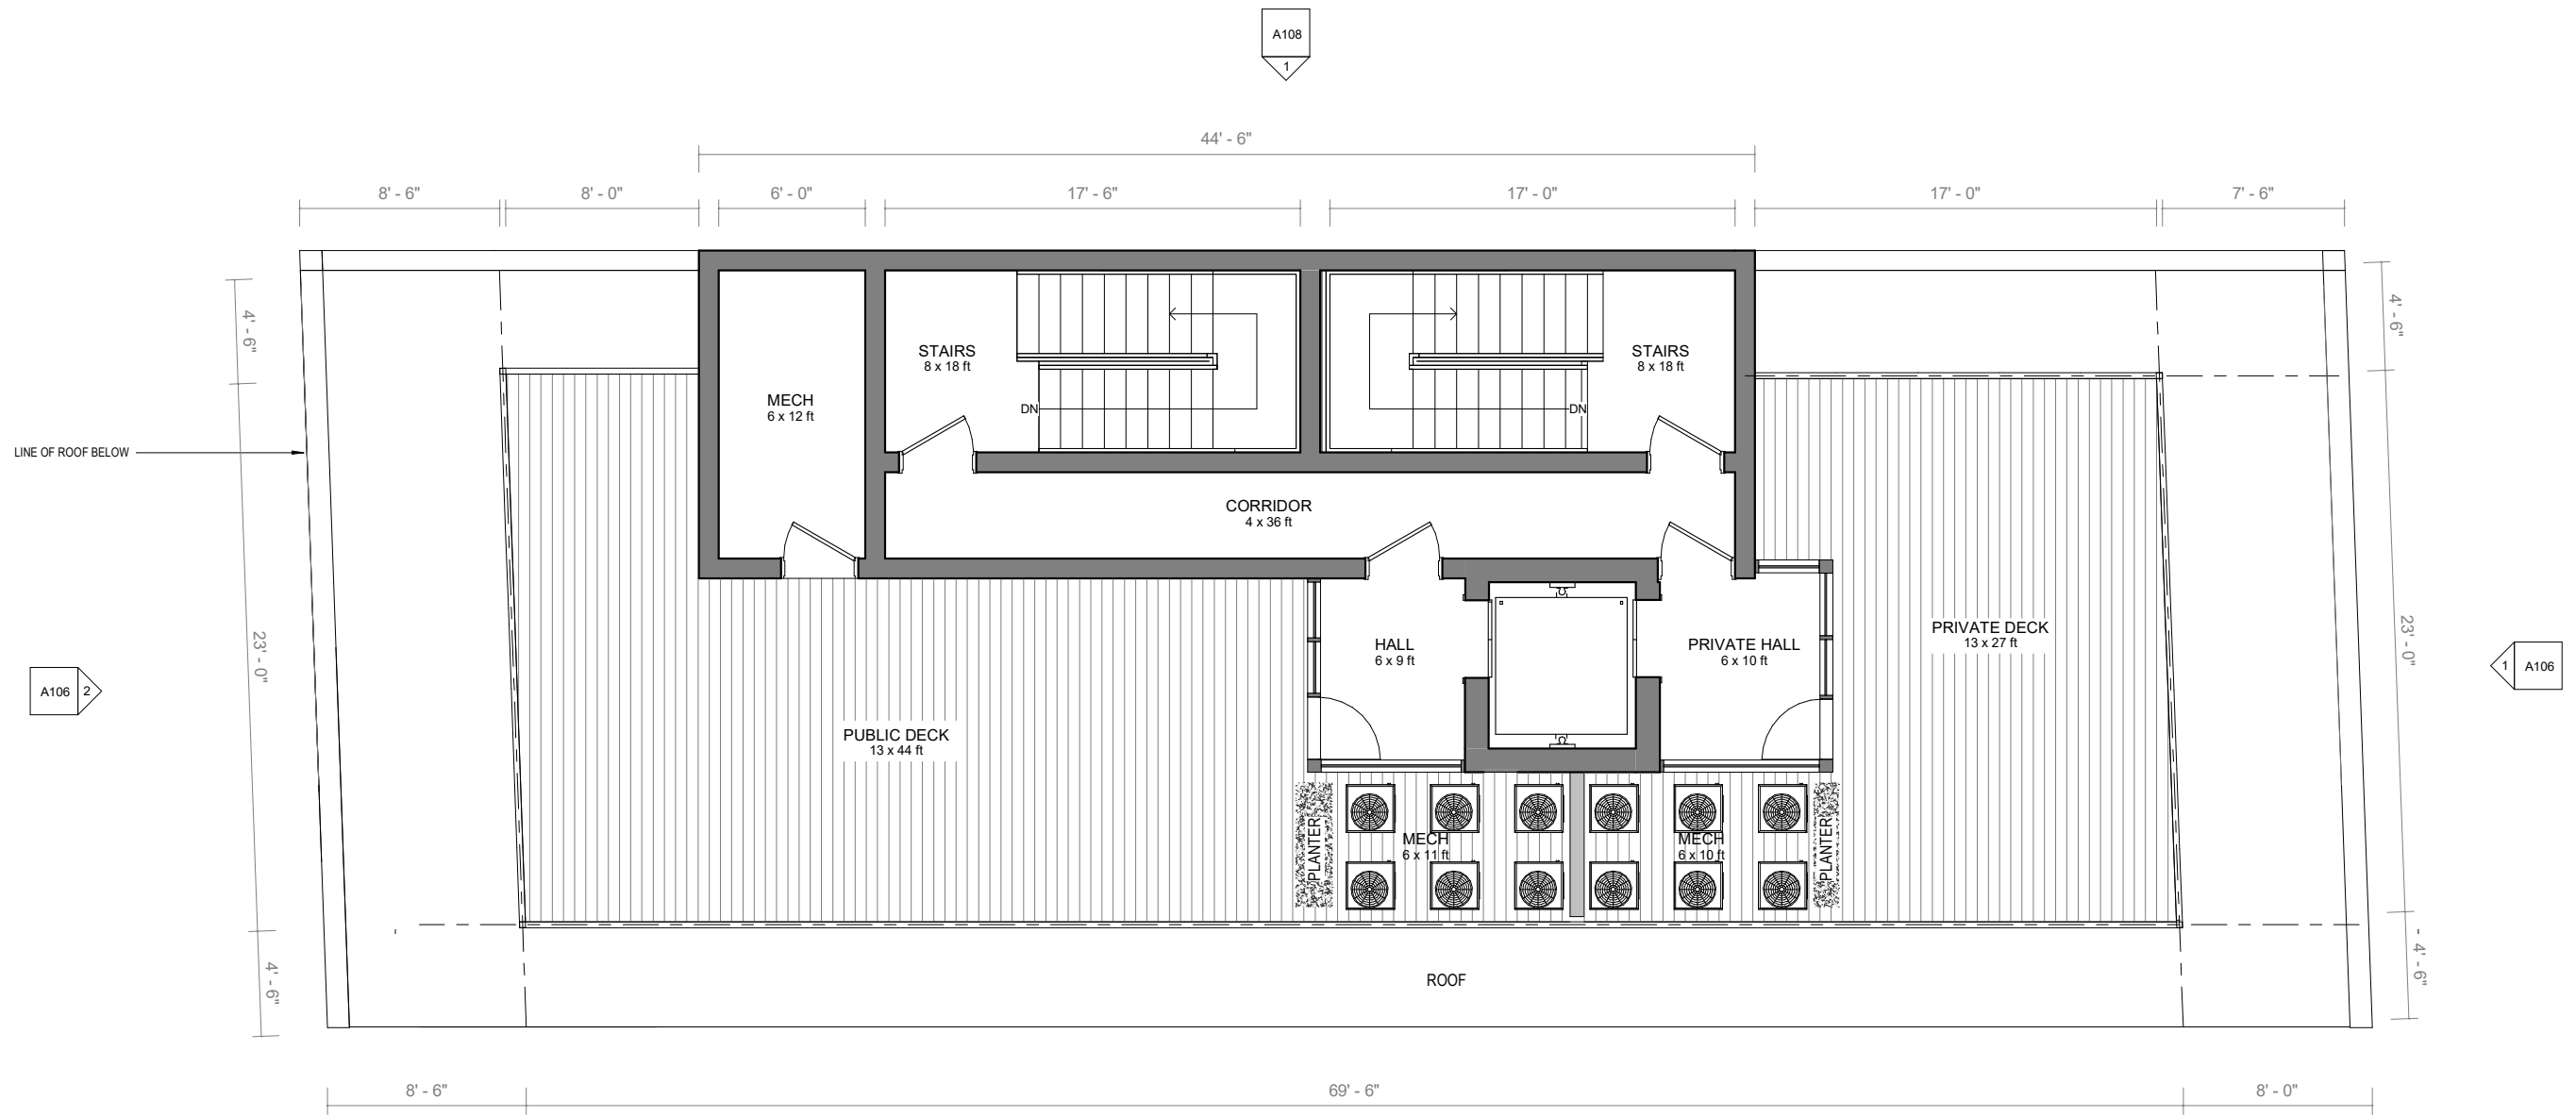 A108
1
44' - 6"
8' - 6"
8' - 0"
6' - 0"
17' - 6"
17' - 0"
17' - 0"
7' - 6"
4' - 6"
4' - 6"
STAIRS
8 x 18 ft
STAIRS
8 x 18 ft
MECH
6 x 12 ft
DN
DN
LINE OF ROOF BELOW
CORRIDOR
4 x 36 ft
23' - 0"
HALL
6 x 9 ft
PRIVATE HALL
6 x 10 ft
PRIVATE DECK
13 x 27 ft
23' - 0"
A106
2
1
A106
PUBLIC DECK
13 x 44 ft
PLANTER
MECH
6 x 11 ft
MECH
6 x 10 ft
PLANTER
4' - 6"
ROOF
4' - 6"
8' - 6"
69' - 6"
8' - 0"